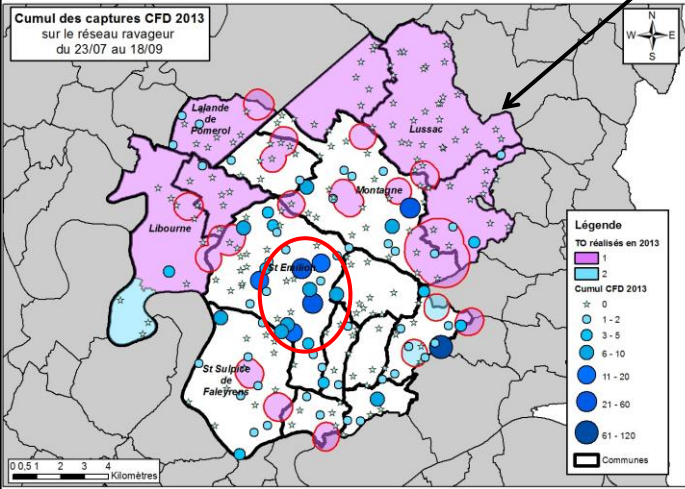 Cumul des captures CFD 2013
sur le réseau ravageur
du 23/07 au 18/09
N
W E
S
Lalande
de
Pomerol
Lussac
Montagne
Libourne
St Emilion
St Sulpice
de
Faleyrens
Légende
TO réalisés en 2013
1
2
Cumul CFD 2013
0
1 - 2
3 - 5
6 - 10
11 - 20
21 - 60
61 - 120
Communes
0 0,5 1 2 3 4
Kilomètres